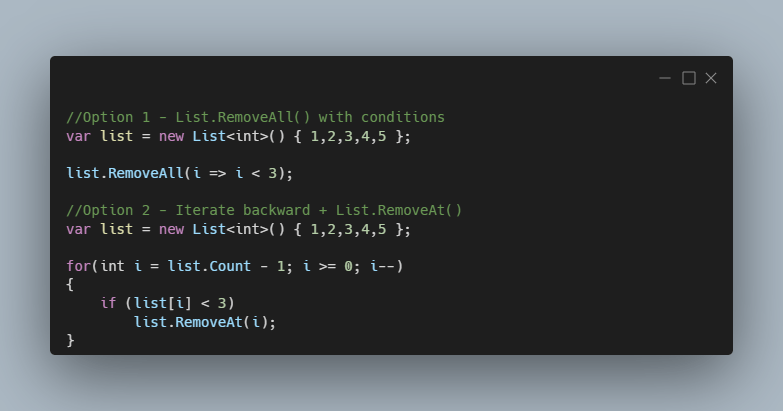 //Option 1 - List.RemoveAll() with conditions
var list = new List<int>() { 1,2,3,4,5 };
list.RemoveAll(i => i < 3);
//Option 2 - Iterate backward + List.RemoveAt()
var list = new List<int>() { 1,2,3,4,5 };
for(int i = list.Count - 1; i >= 0; i--)
{
    if (list[i] < 3)
        list.RemoveAt(i);
}